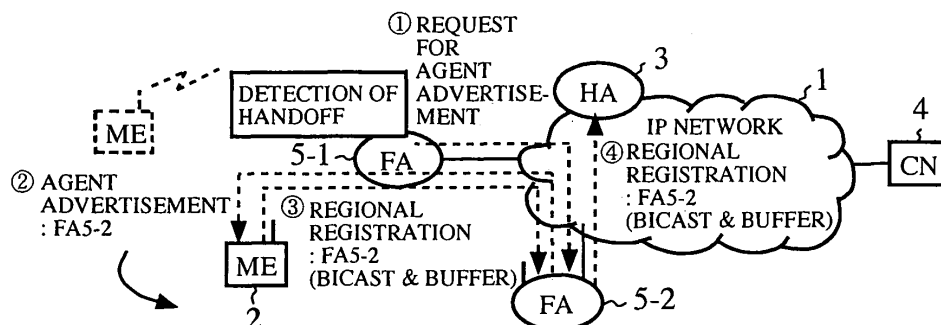 ① REQUEST
FOR
AGENT
ADVERTISE-
MENT
DETECTION OF
HANDOFF
ME
5-1
FA
HA
3
1
IP NETWORK
4
CN
② AGENT
ADVERTISEMENT
: FA5-2
③ REGIONAL
REGISTRATION
: FA5-2
(BICAST & BUFFER)
④ REGIONAL
REGISTRATION
: FA5-2
(BICAST & BUFFER)
ME
2
FA
5-2